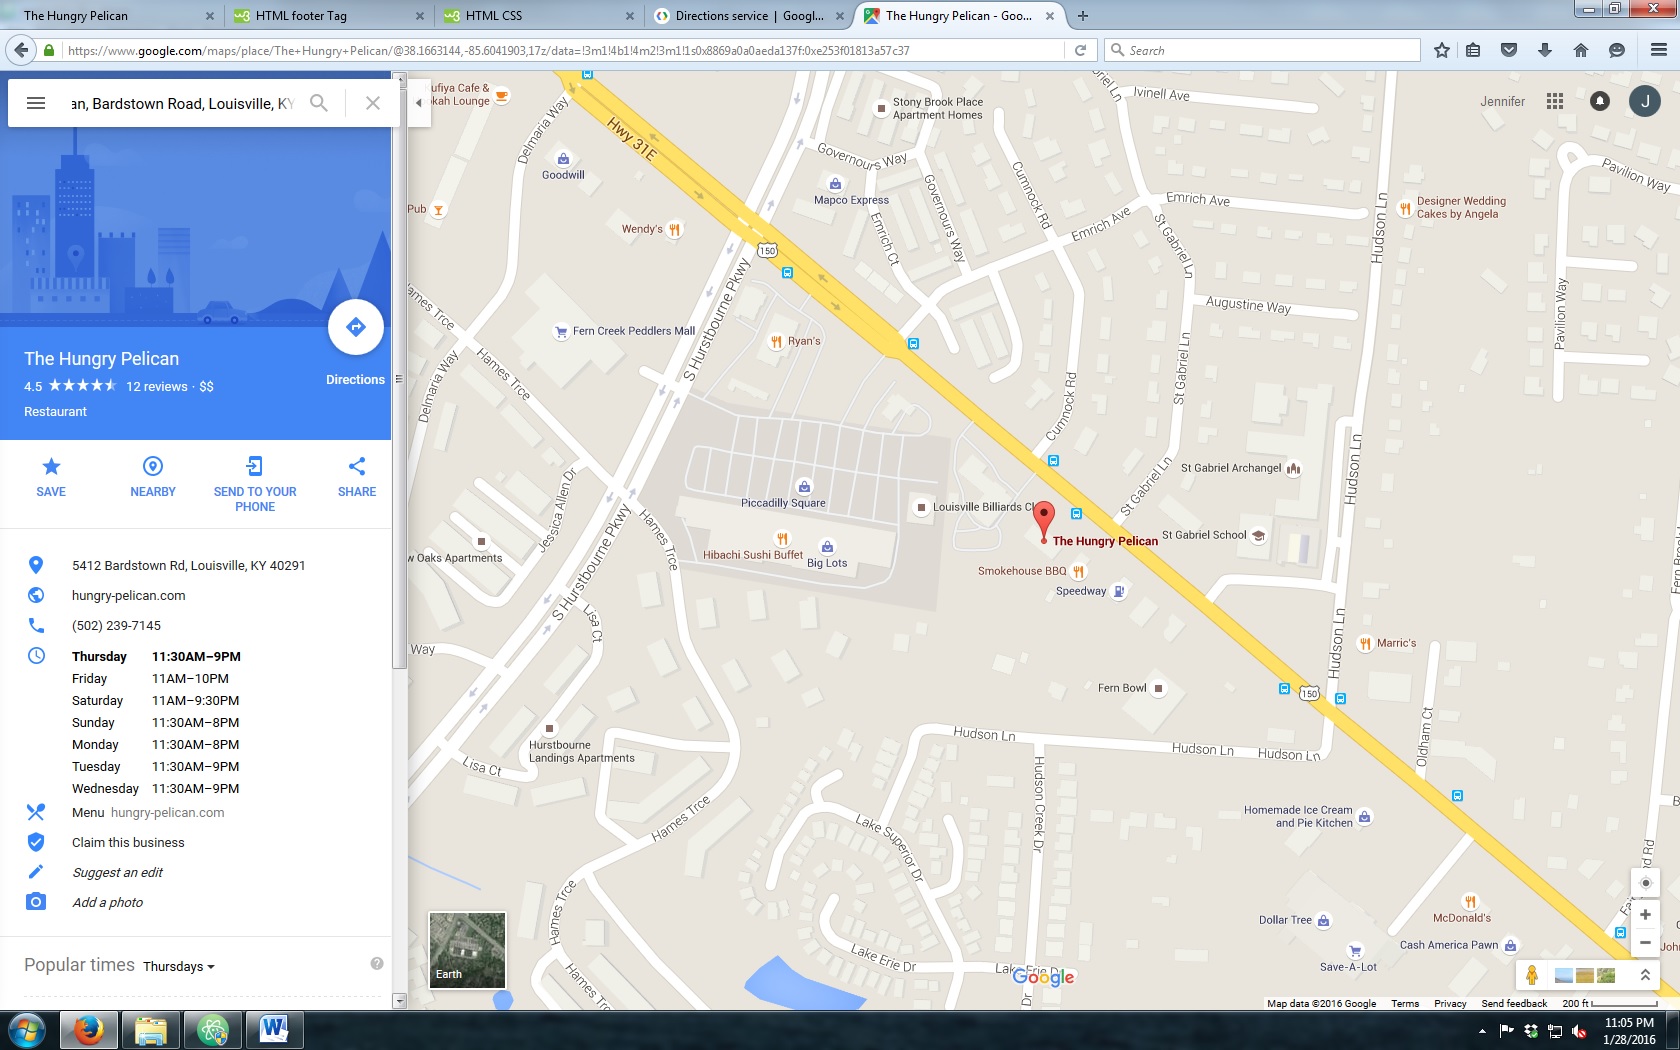 The Hungry Pelican
HTML footer Tag
HTML CSS
Directions service | Googl...
The Hungry Pelican - Goo...
https://www.google.com/maps/place/The+Hungry+Pelican/@38.1663144,-85.6041903,17z/data=!3m1!4b1!4m2!3m1!1s0x8869a0a0aeda137f:0xe253f01813a57c37
Search
an, Bardstown Road, Louisville, KY
The Hungry Pelican
4.5 12 reviews · $$
Directions
Restaurant
SAVE
NEARBY
SEND TO YOUR
PHONE
SHARE
5412 Bardstown Rd, Louisville, KY 40291
hungry-pelican.com
(502) 239-7145
Thursday 11:30AM–9PM
Friday 11AM–10PM
Saturday 11AM–9:30PM
Sunday 11:30AM–8PM
Monday 11:30AM–8PM
Tuesday 11:30AM–9PM
Wednesday 11:30AM–9PM
Menu hungry-pelican.com
Claim this business
Suggest an edit
Add a photo
Popular times Thursdays
?
Jennifer
J
ufiya Cafe &
okah Lounge
Delmaria Way
Hwy 31E
Stony Brook Place
Apartment Homes
briel Ln
Ivinell Ave
Goodwill
Governours Way
Mapco Express
Governours Way
Cumnock Rd
Emrich Ct
Emrich Ave
Emrich Ave
St Gabriel Ln
Hudson Ln
Designer Wedding
Cakes by Angela
Pavilion Way
Pub
Wendy's
150
S Hurstbourne Pkwy
Augustine Way
Pavilion Way
Hames Trce
Fern Creek Peddlers Mall
Ryan's
Hames Trce
Delmaria Way
St Gabriel Ln
Cumnock Rd
St Gabriel Archangel
Hudson Ln
Piccadilly Square
Louisville Billiards Cl
St Gabriel Ln
Jessica Allen Dr
w Oaks Apartments
Hames Trce
Hibachi Sushi Buffet
Big Lots
The Hungry Pelican
St Gabriel School
Smokehouse BBQ
Speedway
S Hurstbourne Pkwy
Lisa Ct
Way
Hudson Ln
Marric's
Fern Bowl
150
Hurstbourne
Landings Apartments
Lisa Ct
Hudson Ln
Hudson Ln
Hudson Ln
Oldham Ct
Hudson Creek Dr
Homemade Ice Cream
and Pie Kitchen
Hames Trce
Lake Superior Dr
Hames Trce
Dollar Tree
McDonald's
Cash America Pawn
Save-A-Lot
Lake Erie Dr
Lake Erie Dr
Dr
Hames Trce
Earth
Google
Map data ©2016 Google Terms Privacy Send feedback 200 ft
W
11:05 PM
1/28/2016